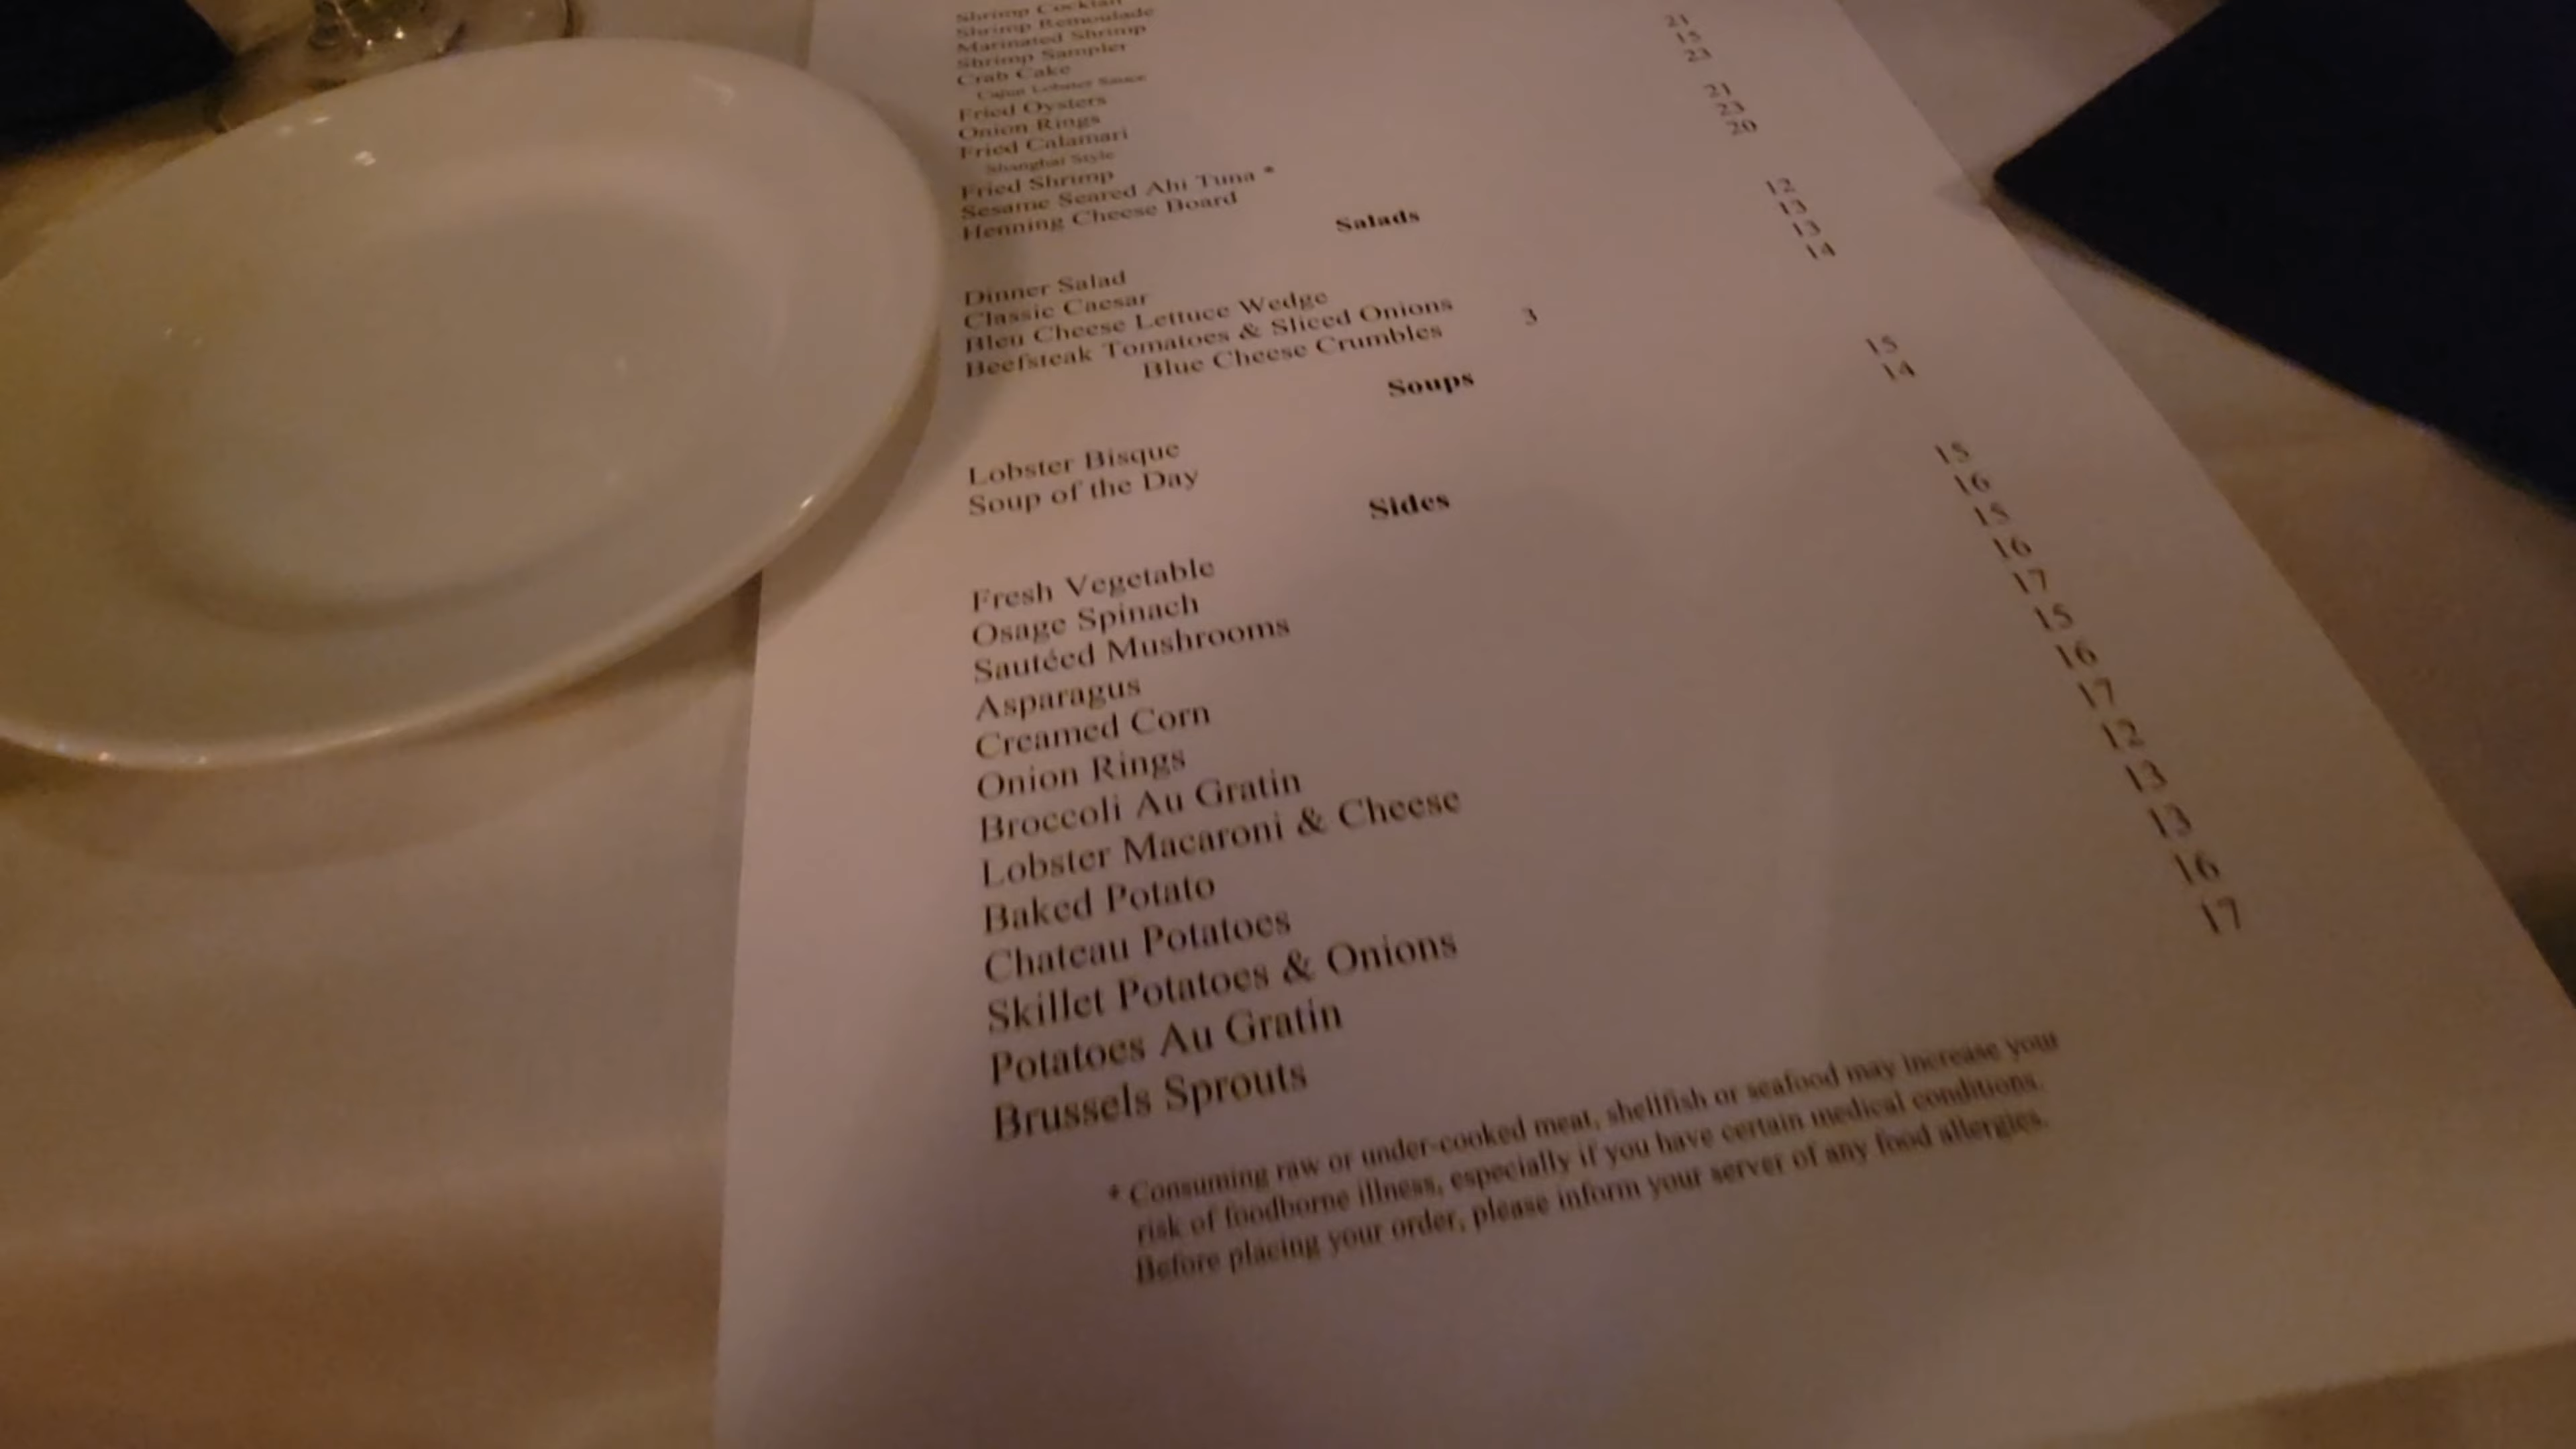 Shrimp Cocktail
Shrimp Remoulade
Marinated Shrimp
Shrimp Sampler
Crab Cake
Cajun Lobster Sauce
Fried Oysters 21
Onion Rings 15
Fried Calamari 23
Shanghai Style
Fried Shrimp 21
Sesame Seared Ahi Tuna * 23
Henning Cheese Board 20
Salads
Dinner Salad 12
Classic Caesar 13
Bleu Cheese Lettuce Wedge 13
Beefsteak Tomatoes & Sliced Onions 14
Blue Cheese Crumbles 3
Soups
Lobster Bisque 15
Soup of the Day 14
Sides
Fresh Vegetable 15
Osage Spinach 16
Sautéed Mushrooms 15
Asparagus 16
Creamed Corn 17
Onion Rings 15
Broccoli Au Gratin 16
Lobster Macaroni & Cheese 17
Baked Potato 12
Chateau Potatoes 13
Skillet Potatoes & Onions 13
Potatoes Au Gratin 16
Brussels Sprouts 17
* Consuming raw or under-cooked meat, shellfish or seafood may increase your
risk of foodborne illness, especially if you have certain medical conditions.
Before placing your order, please inform your server of any food allergies.